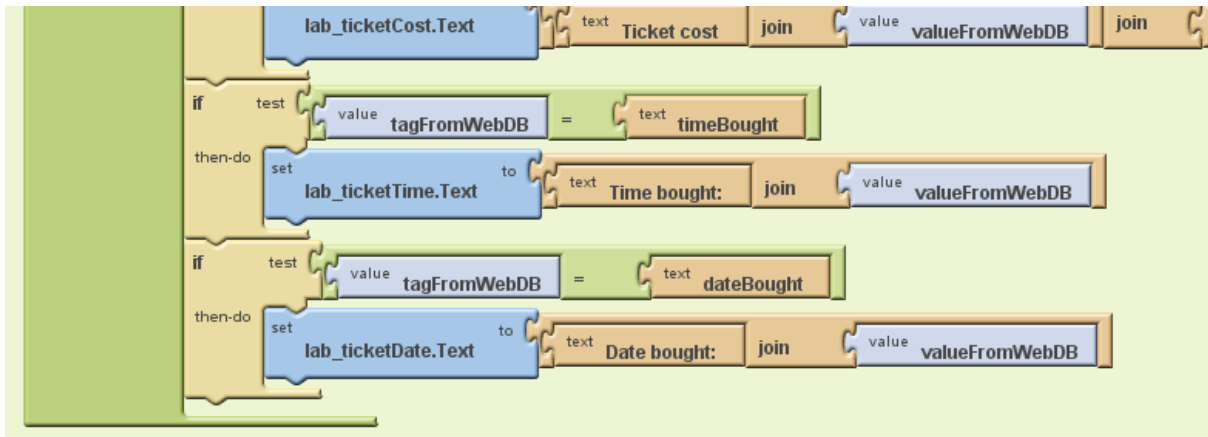 lab_ticketCost.Text text Ticket cost join value valueFromWebDB join
if test value tagFromWebDB = text timeBought
then-do set lab_ticketTime.Text to text Time bought: join value valueFromWebDB
if test value tagFromWebDB = text dateBought
then-do set lab_ticketDate.Text to text Date bought: join value valueFromWebDB